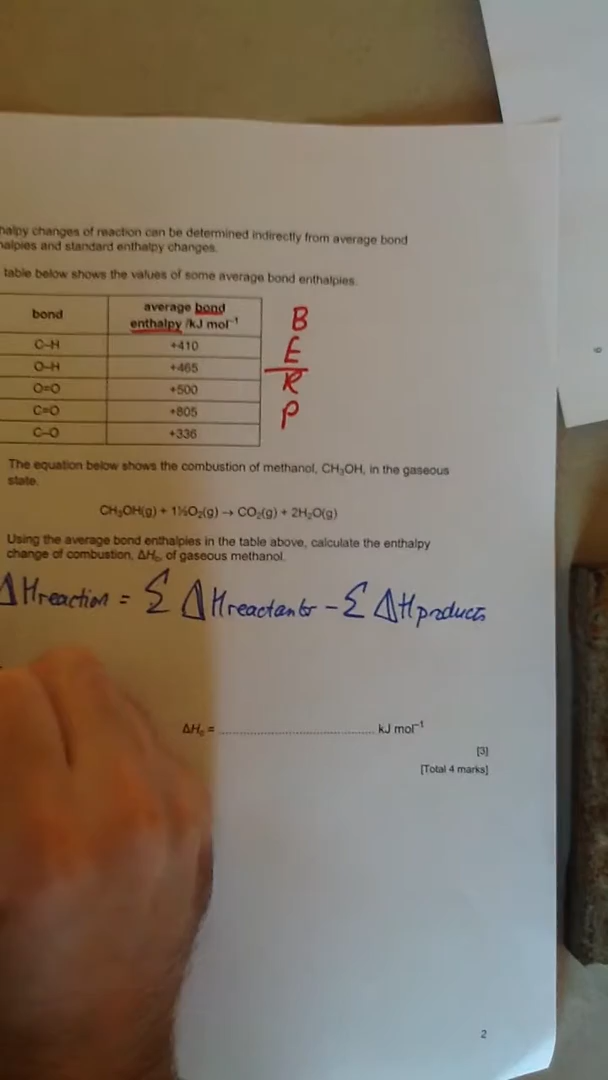 halpy changes of reaction can be determined indirectly from average bond
nalpies and standard enthalpy changes.
table below shows the values of some average bond enthalpies.
bond average bond enthalpy /kJ mol⁻¹
C–H +410
O–H +465
O=O +500
C=O +805
C–O +336
B
E
R
P
The equation below shows the combustion of methanol, CH₃OH, in the gaseous
state.
CH₃OH(g) + 1½O₂(g) → CO₂(g) + 2H₂O(g)
Using the average bond enthalpies in the table above, calculate the enthalpy
change of combustion, ΔHc, of gaseous methanol.
ΔHreaction = Σ ΔHreactants – Σ ΔHproducts
ΔHc = .......................................... kJ mol⁻¹
[3]
[Total 4 marks]
2